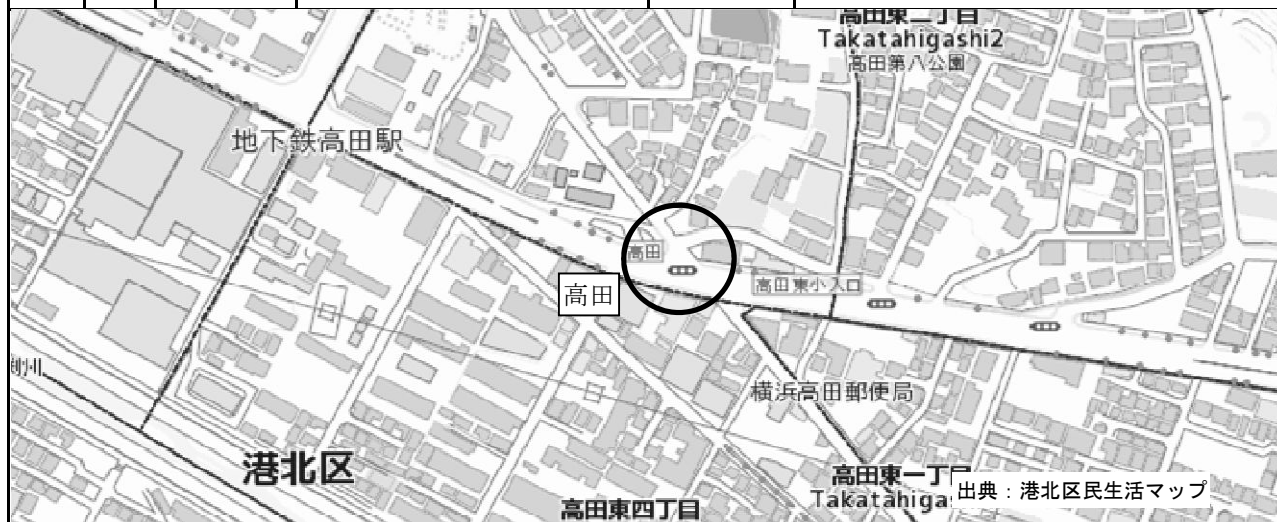 高田東二丁目
Takatahigashi2
高田第八公園
地下鉄高田駅
高田
高田
高田東小入口
横浜高田郵便局
港北区
高田東一丁目
Takatahiga
出典：港北区民生活マップ
高田東四丁目